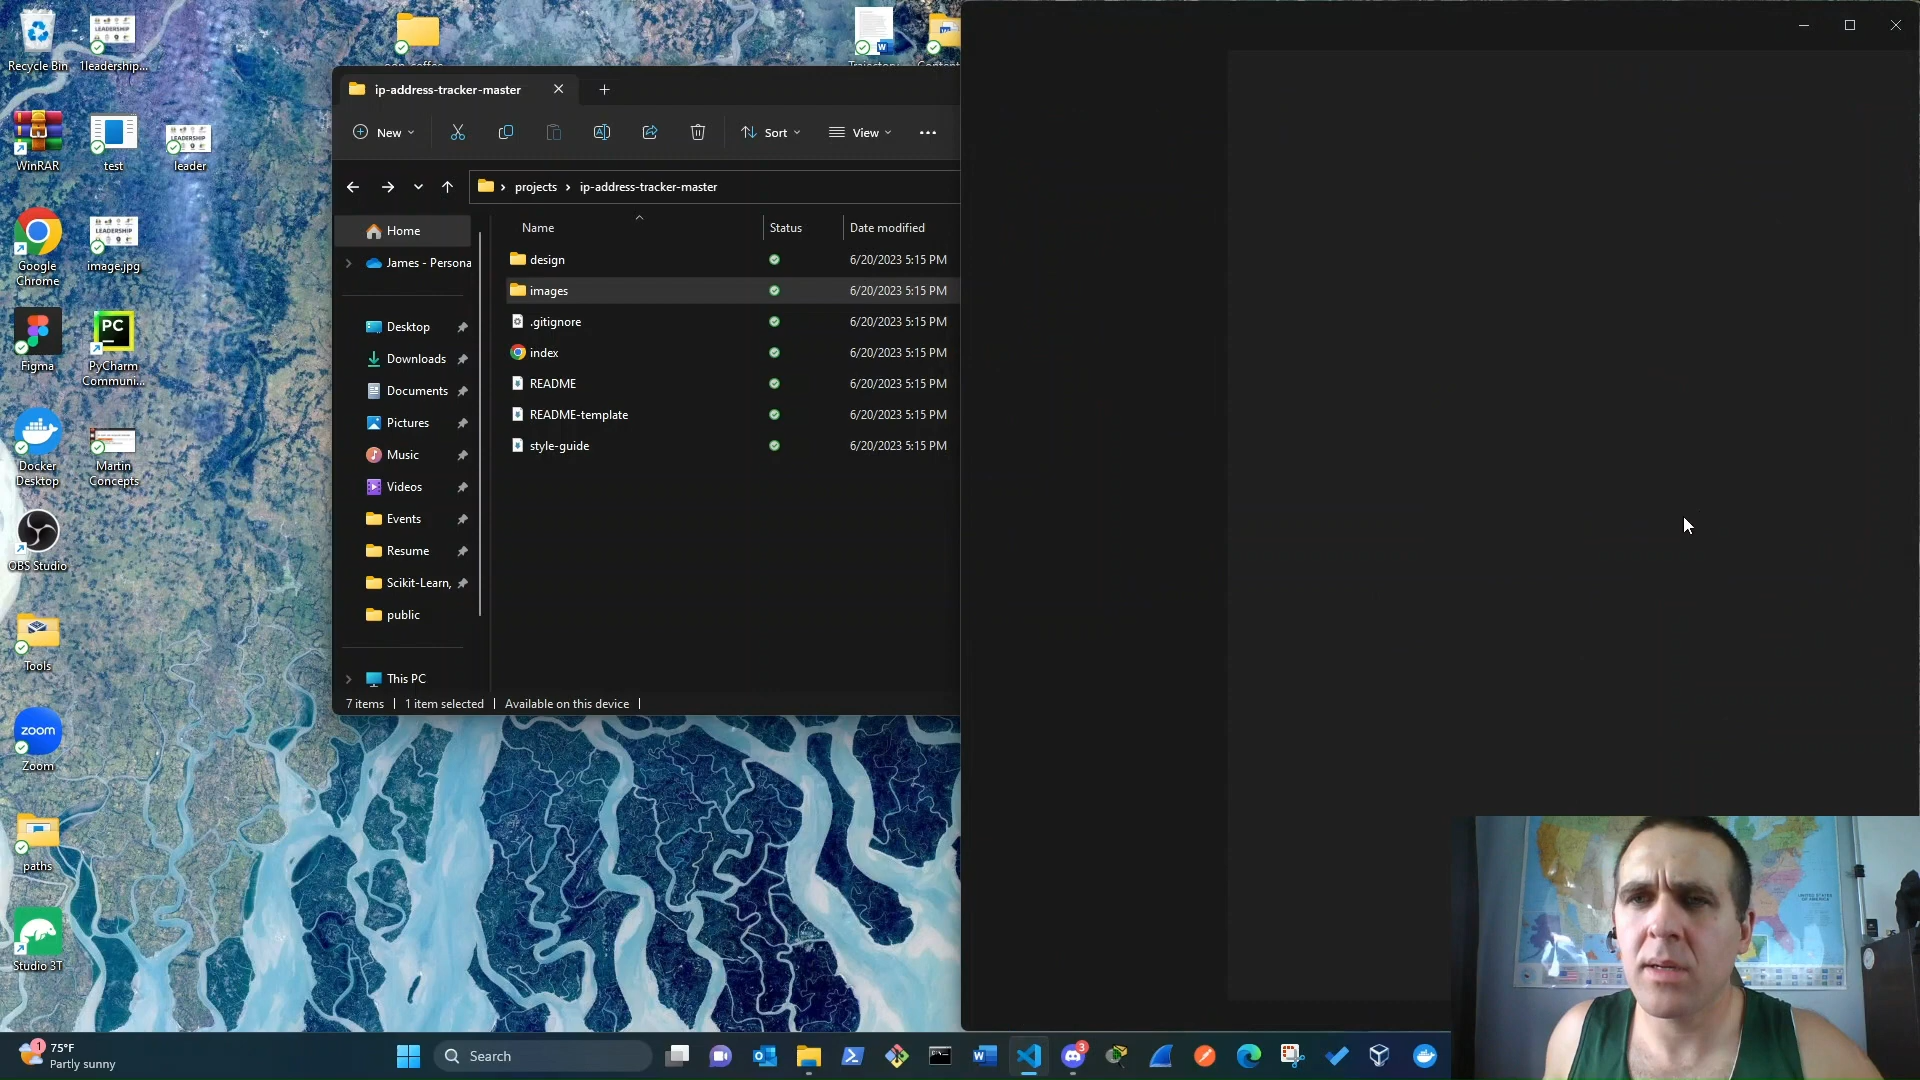 Recycle Bin
1leadership...
WinRAR
test
leader
Google
Chrome
image.jpg
Figma
PC
PyCharm
Communi...
Docker
Desktop
Martin
Concepts
OBS Studio
Tools
zoom
Zoom
paths
Studio 3T
ip-address-tracker-master
New
Sort
View
projects
ip-address-tracker-master
Name
Status
Date modified
Home
James - Persona
Desktop
Downloads
Documents
Pictures
Music
Videos
Events
Resume
Scikit-Learn,
public
This PC
design
6/20/2023 5:15 PM
images
6/20/2023 5:15 PM
.gitignore
6/20/2023 5:15 PM
index
6/20/2023 5:15 PM
README
6/20/2023 5:15 PM
README-template
6/20/2023 5:15 PM
style-guide
6/20/2023 5:15 PM
7 items
1 item selected
Available on this device
1
75°F
Partly sunny
Search
3